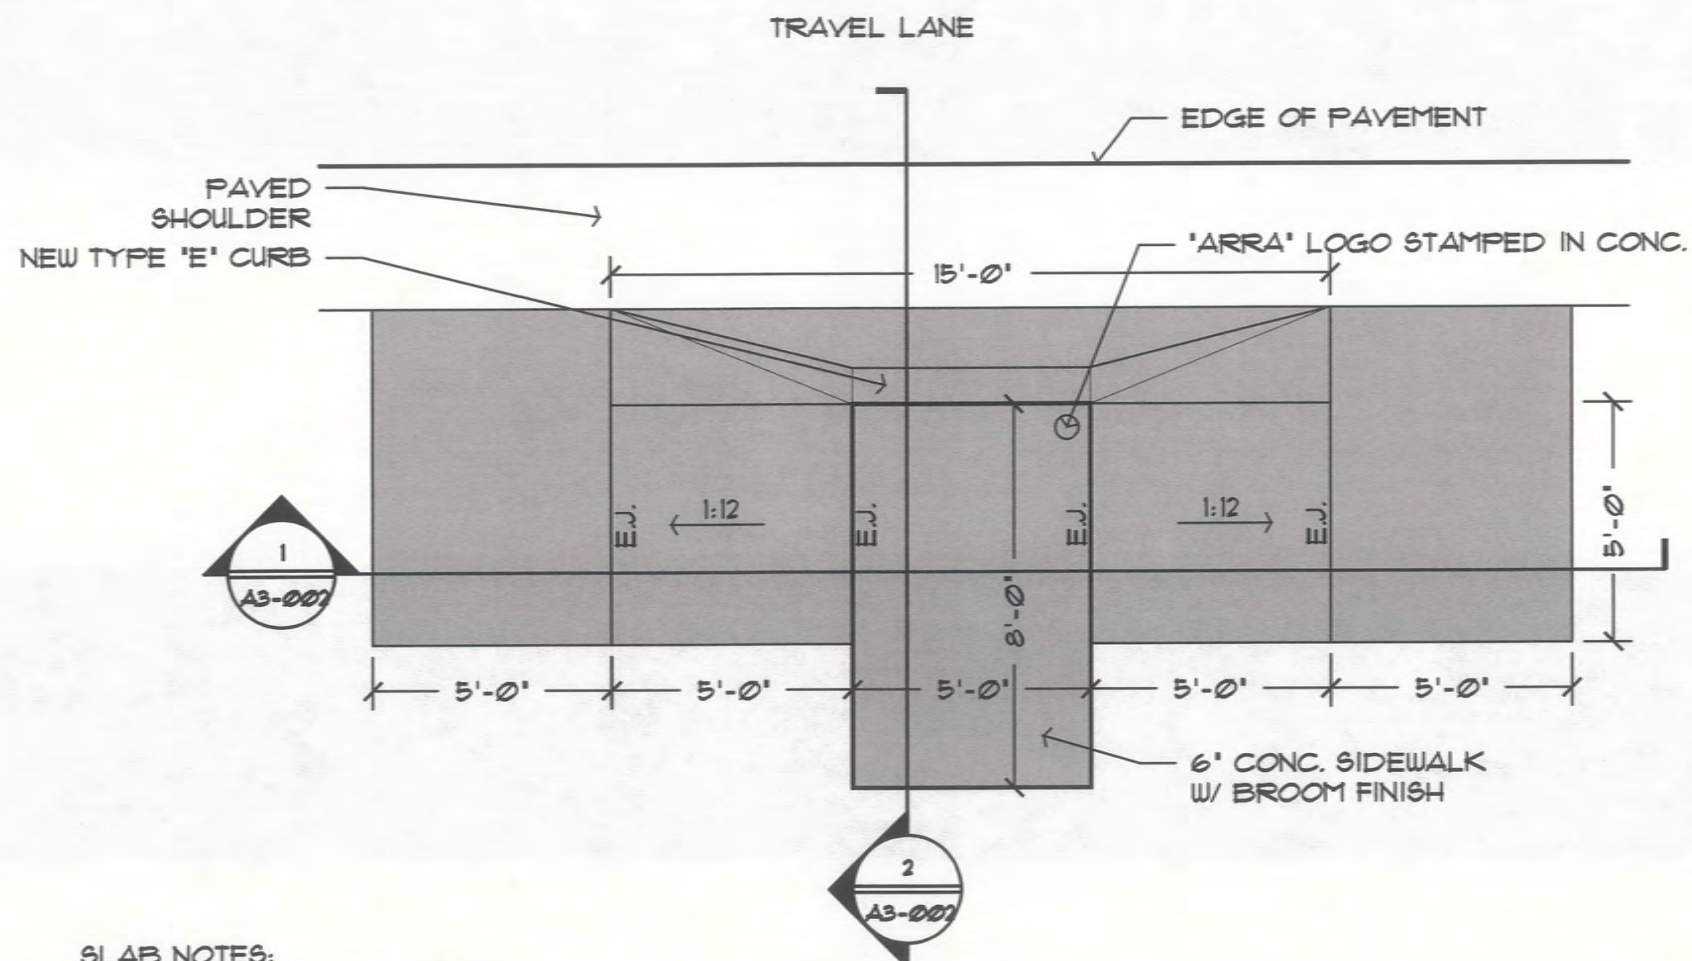 TRAVEL LANE
EDGE OF PAVEMENT
PAVED
SHOULDER
NEW TYPE "E" CURB
"ARRA" LOGO STAMPED IN CONC.
15'-0"
E.J.
1:12
E.J.
E.J.
1:12
E.J.
5'-0"
8'-0"
1
A3-002
5'-0"
5'-0"
5'-0"
5'-0"
5'-0"
6" CONC. SIDEWALK
W/ BROOM FINISH
2
A3-002
SLAB NOTES: